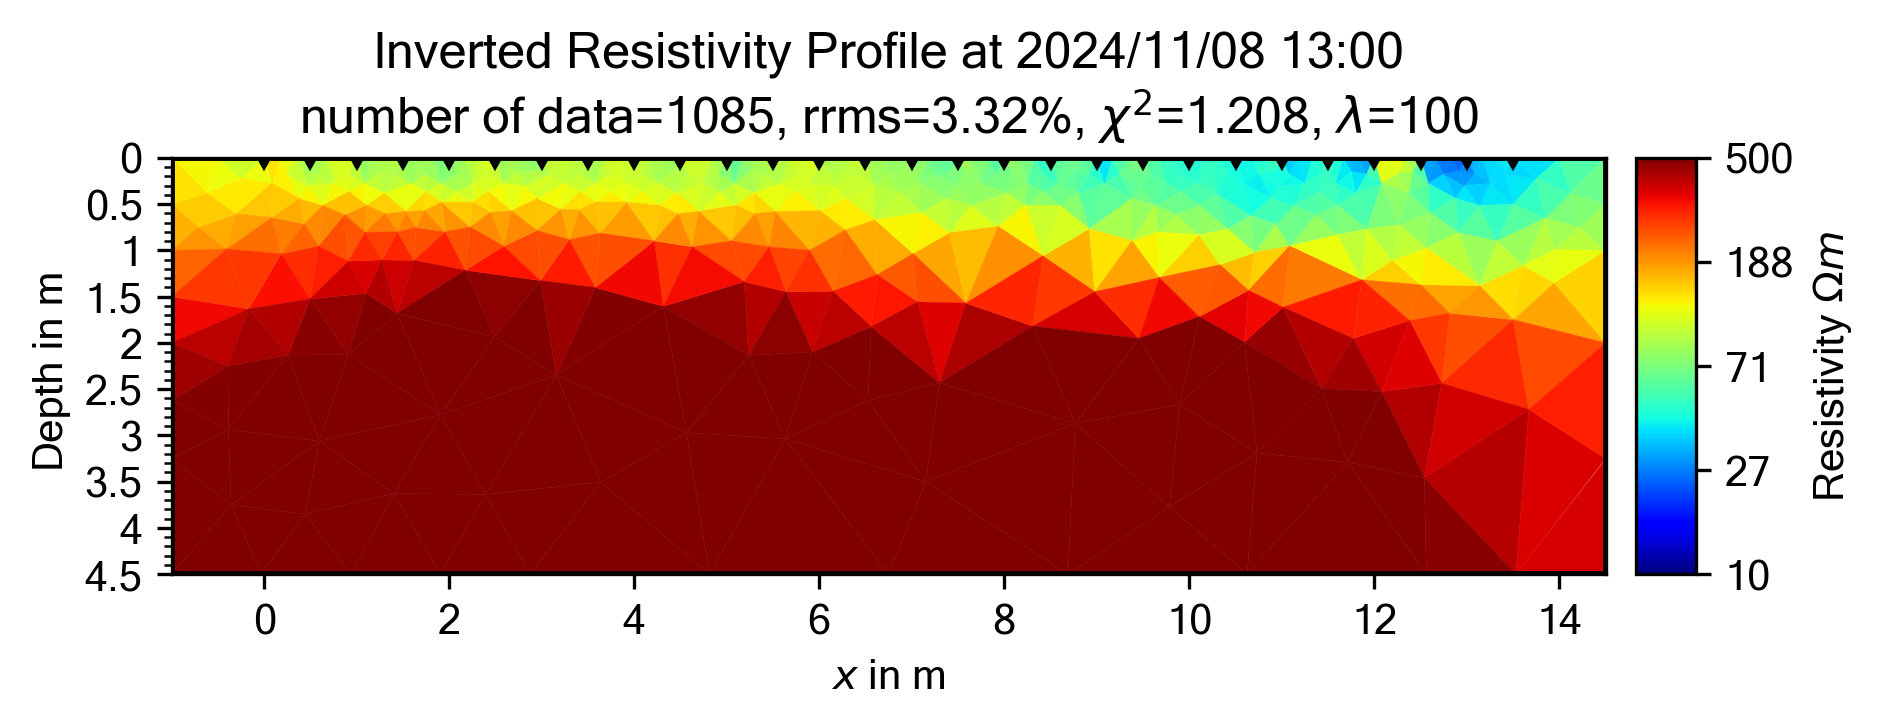 Inverted Resistivity Profile at 2024/11/08 13:00
number of data=1085, rrms=3.32%, χ²=1.208, λ=100
0
0.5
1
1.5
2
2.5
3
3.5
4
4.5
Depth in m
0 2 4 6 8 10 12 14
x in m
500
188
71
27
10
Resistivity Ωm